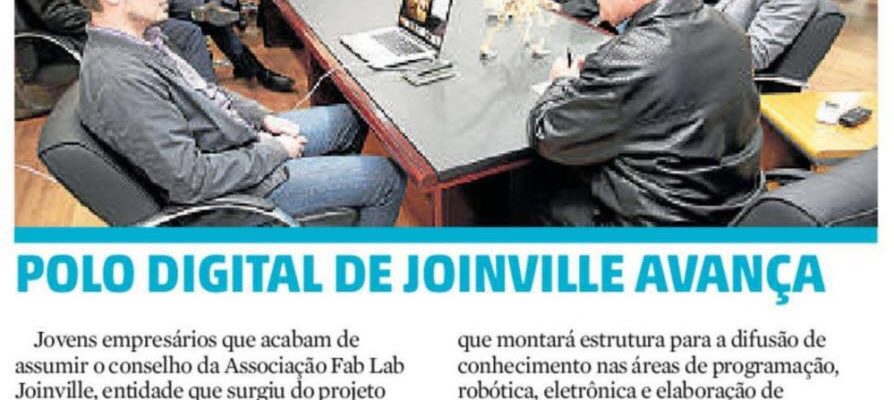 POLO DIGITAL DE JOINVILLE AVANÇA
Jovens empresários que acabam de
assumir o conselho da Associação Fab Lab
Joinville, entidade que surgiu do projeto
que montará estrutura para a difusão de
conhecimento nas áreas de programação,
robótica, eletrônica e elaboração de